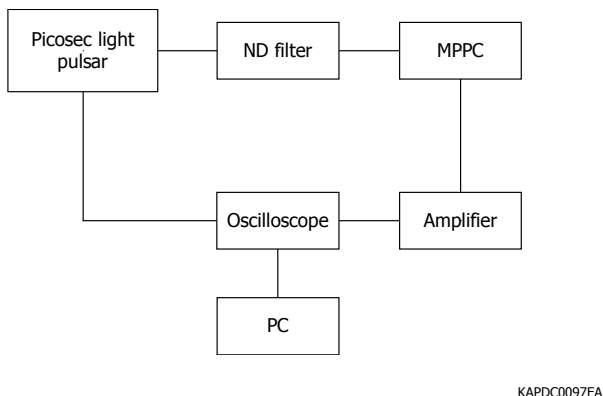 Picosec light
pulsar
ND filter
MPPC
Oscilloscope
Amplifier
PC
KAPDC0097EA